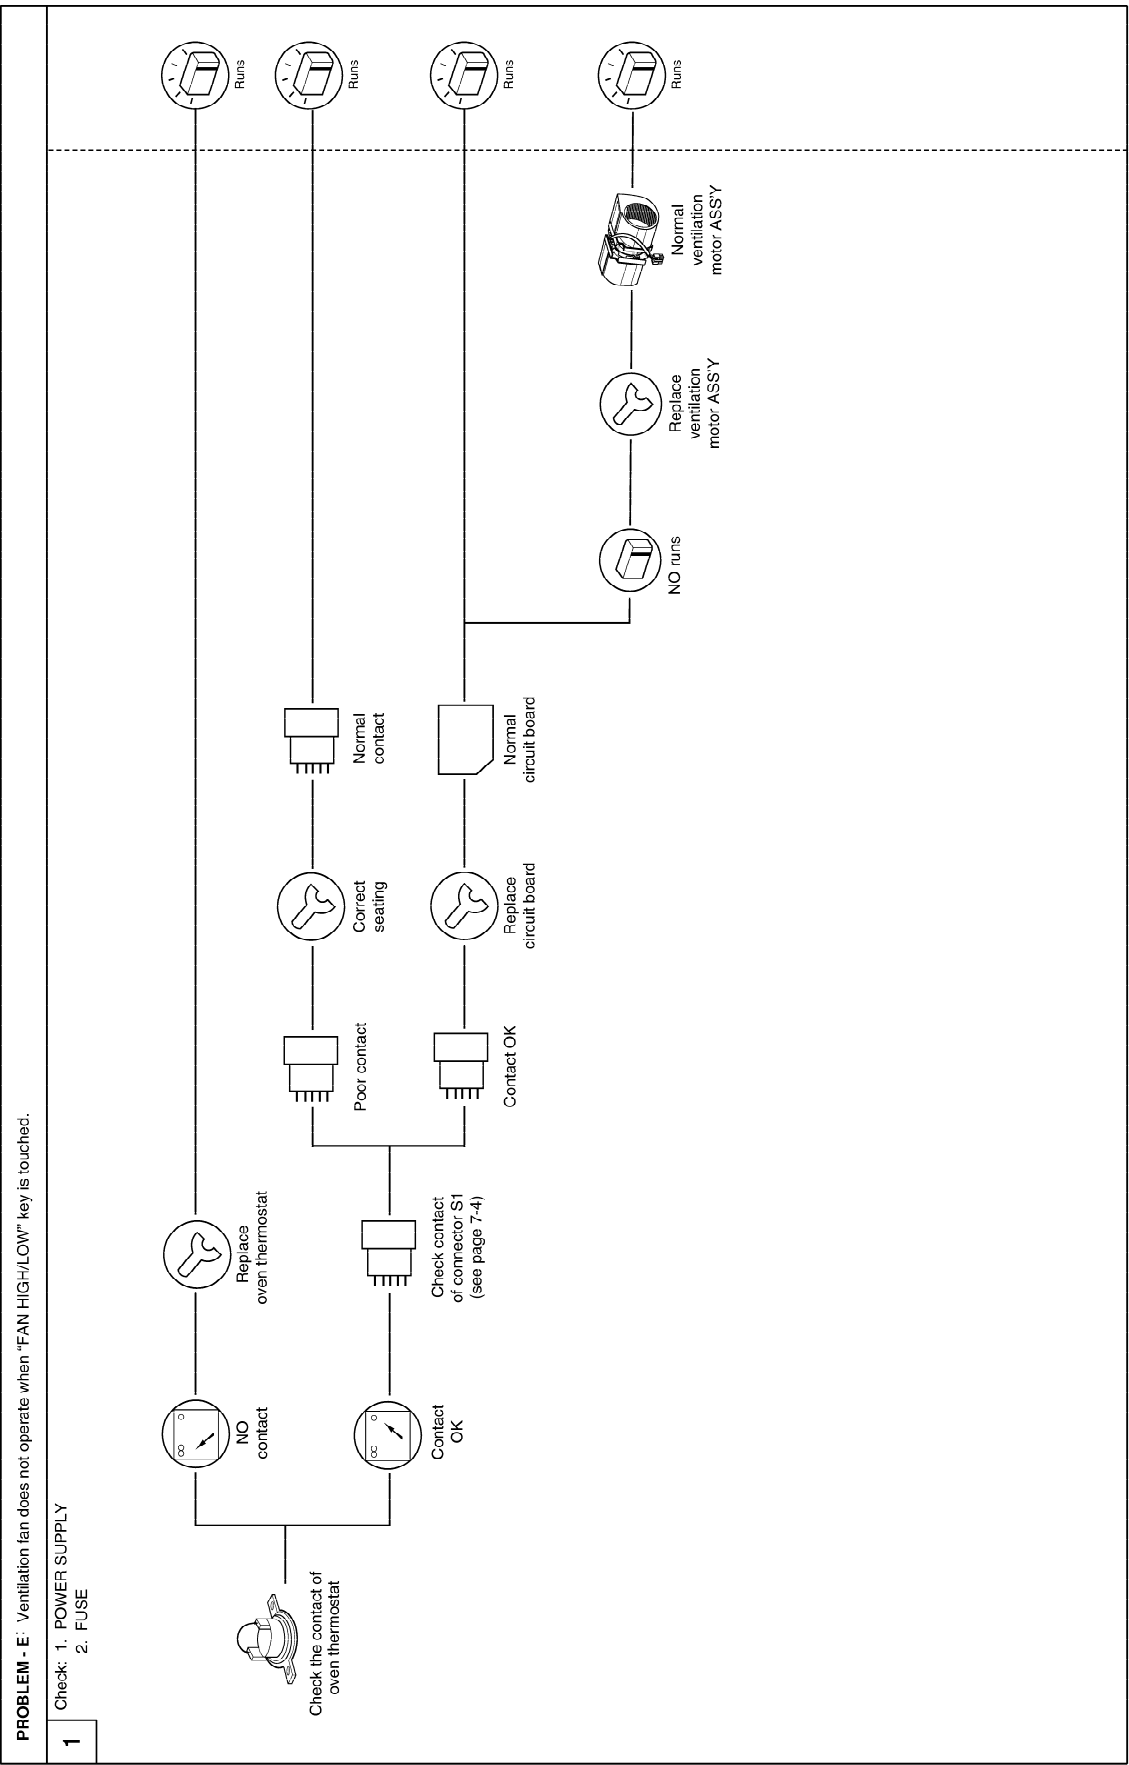 PROBLEM - E: Ventilation fan does not operate when “FAN HIGH/LOW” key is touched.
1
Check: 1. POWER SUPPLY
2. FUSE
Check the contact of
oven thermostat
NO
contact
Replace
oven thermostat
Runs
Contact
OK
Check contact
of connector S1
(see page 7-4)
Poor contact
Correct
seating
Normal
contact
Runs
Contact OK
Replace
circuit board
Normal
circuit board
Runs
NO runs
Replace
ventilation
motor ASS'Y
Normal
ventilation
motor ASS'Y
Runs